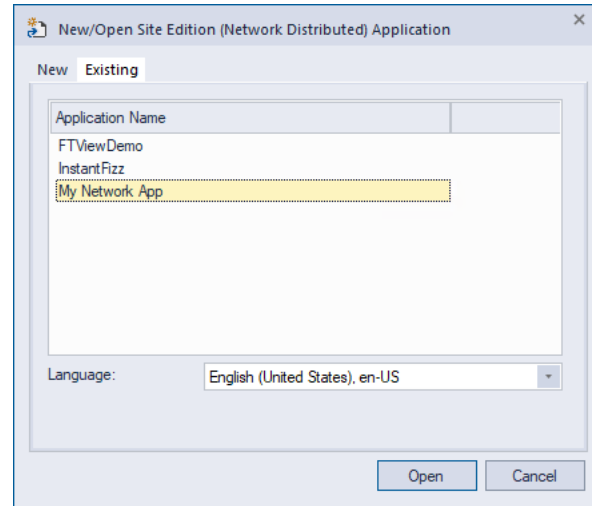 New/Open Site Edition (Network Distributed) Application
New Existing
Application Name
FTViewDemo
InstantFizz
My Network App
Language: English (United States), en-US
Open Cancel